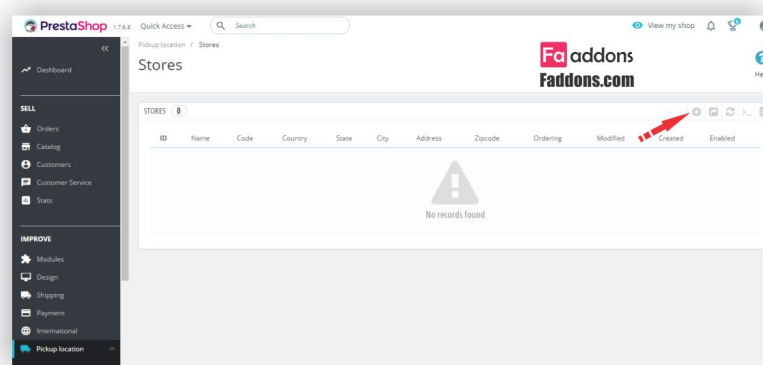 PrestaShop 1.7.6.8 Quick Access Search View my shop
Pickup location / Stores
Stores
Fa addons
Faddons.com
He
Dashboard
SELL
STORES 0
Orders
ID Name Code Country State City Address Zipcode Ordering Modified Created Enabled
Catalog
Customers
Customer Service
Stats
No records found
IMPROVE
Modules
Design
Shipping
Payment
International
Pickup location